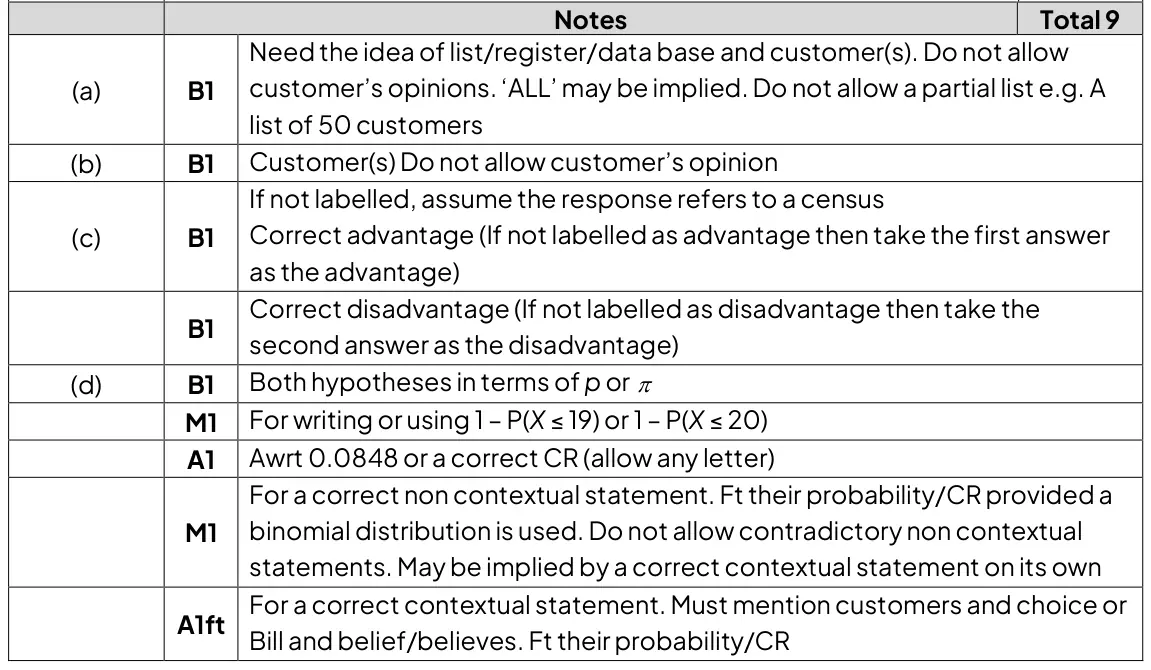 Notes Total 9
(a) B1 Need the idea of list/register/data base and customer(s). Do not allow
customer’s opinions. ‘ALL’ may be implied. Do not allow a partial list e.g. A
list of 50 customers
(b) B1 Customer(s) Do not allow customer’s opinion
If not labelled, assume the response refers to a census
(c) B1 Correct advantage (If not labelled as advantage then take the first answer
as the advantage)
B1 Correct disadvantage (If not labelled as disadvantage then take the
second answer as the disadvantage)
(d) B1 Both hypotheses in terms of p or π
M1 For writing or using 1 – P(X ≤ 19) or 1 – P(X ≤ 20)
A1 Awrt 0.0848 or a correct CR (allow any letter)
M1 For a correct non contextual statement. Ft their probability/CR provided a
binomial distribution is used. Do not allow contradictory non contextual
statements. May be implied by a correct contextual statement on its own
A1ft For a correct contextual statement. Must mention customers and choice or
Bill and belief/believes. Ft their probability/CR